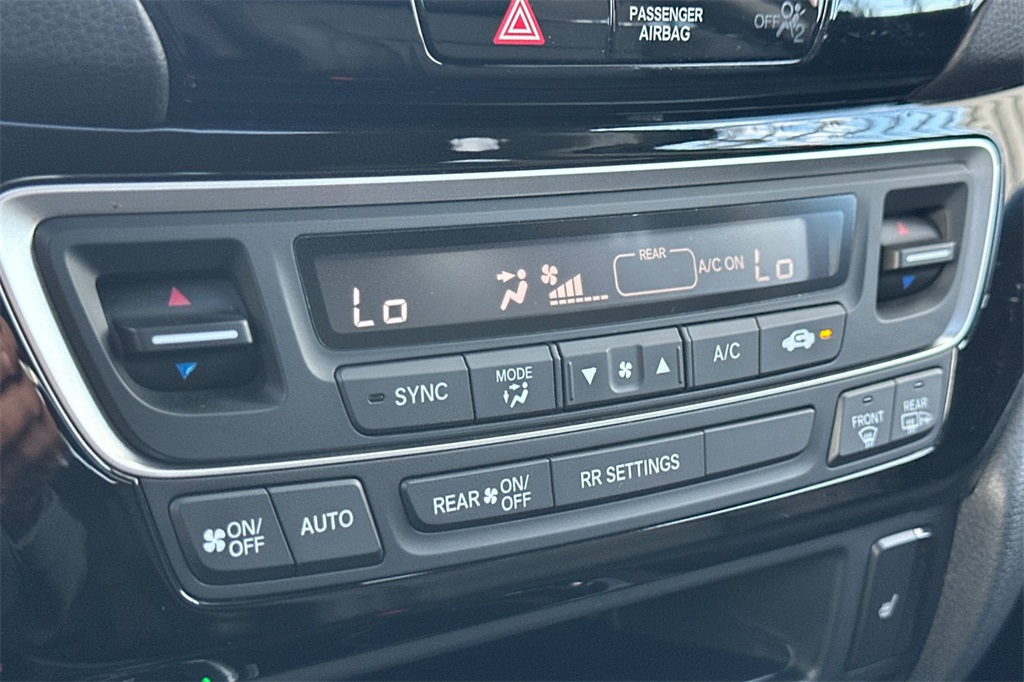 PASSENGER
AIRBAG
OFF
2
REAR
Lo
A/C ON
Lo
SYNC
MODE
A/C
FRONT
REAR
ON/
OFF
AUTO
REAR
ON/
OFF
RR SETTINGS